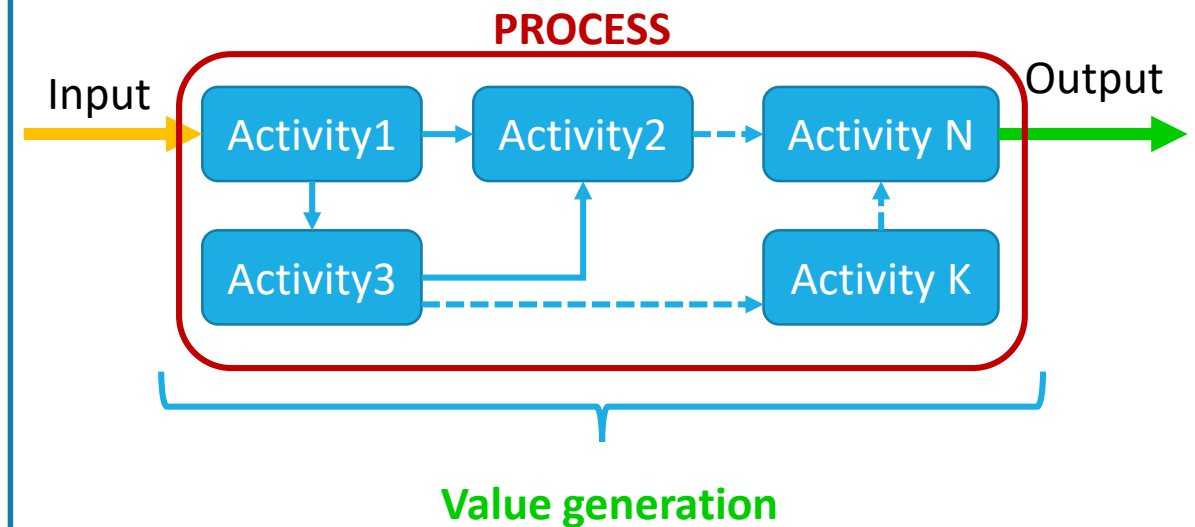 PROCESS
Input
Output
Activity1
Activity2
Activity N
Activity3
Activity K
Value generation